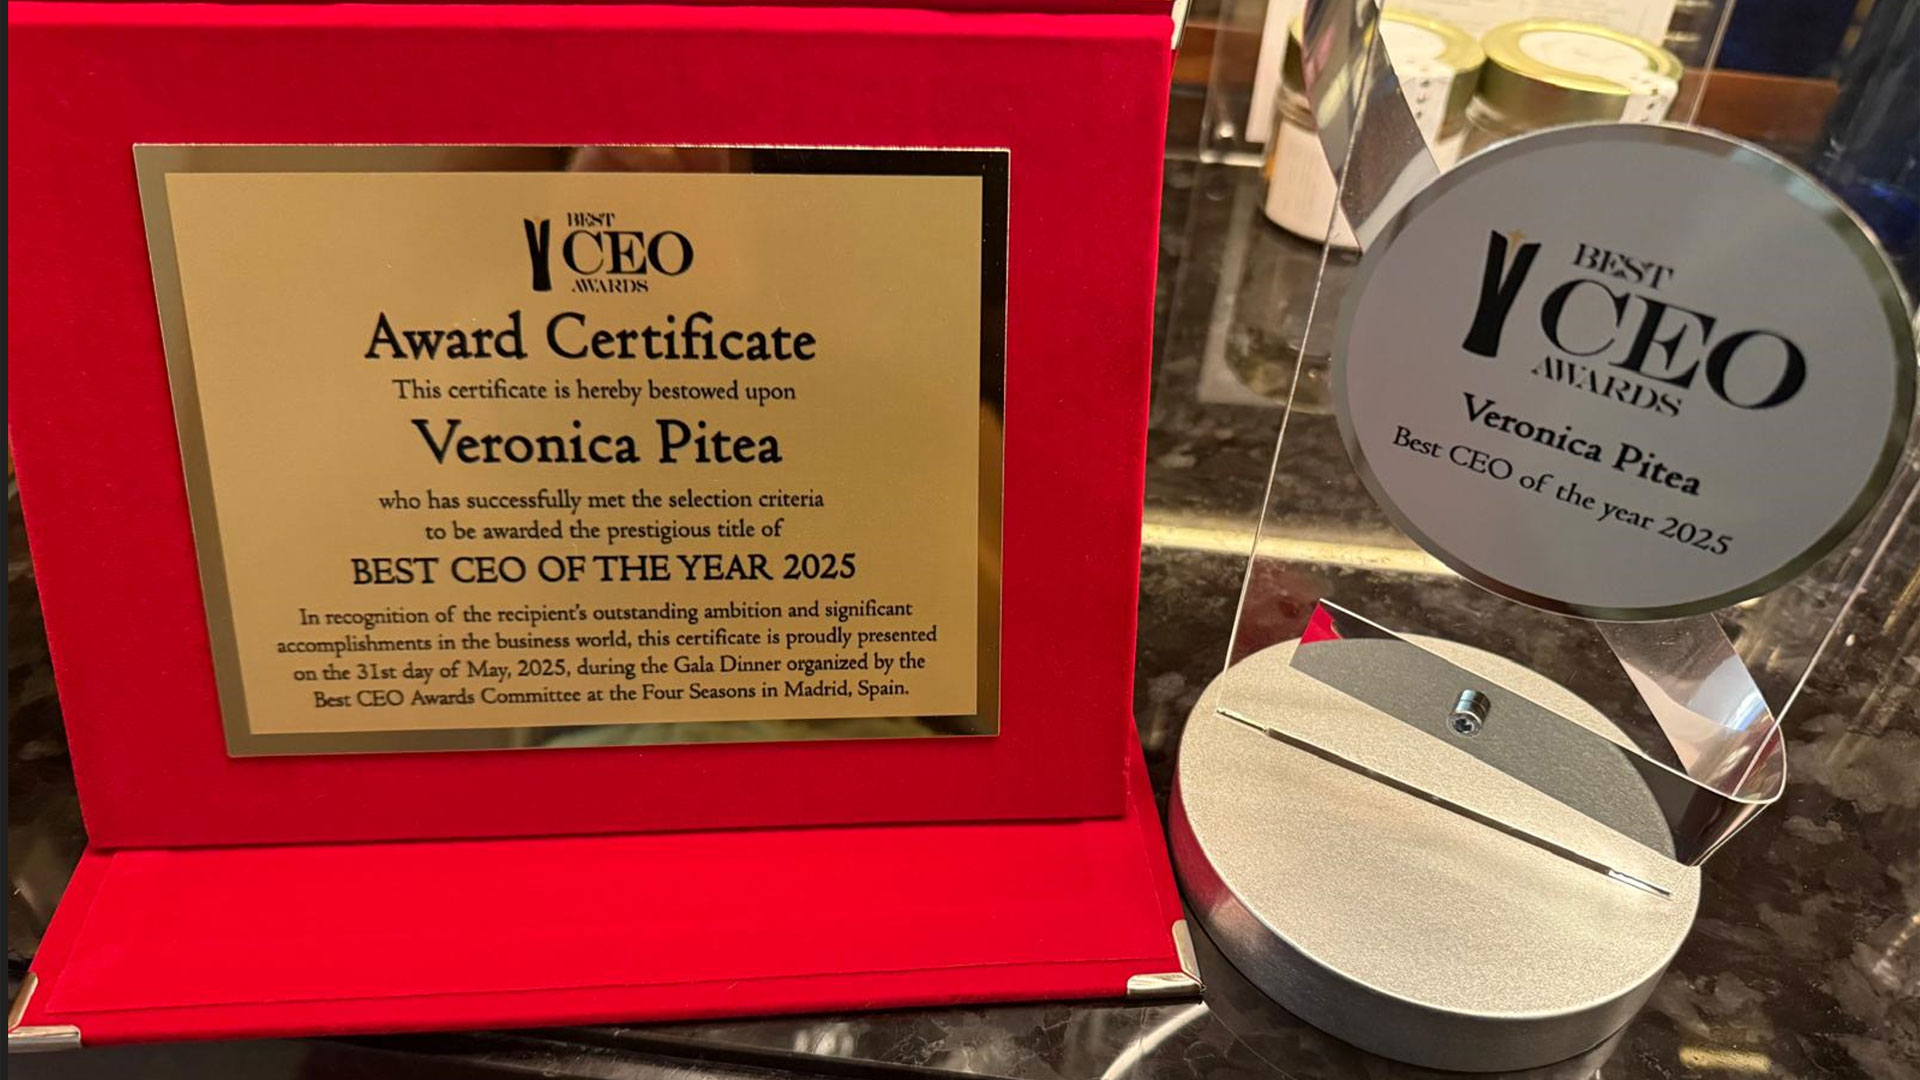 BEST
CEO
AWARDS
Award Certificate
This certificate is hereby bestowed upon
Veronica Pitea
who has successfully met the selection criteria
to be awarded the prestigious title of
BEST CEO OF THE YEAR 2025
In recognition of the recipient's outstanding ambition and significant
accomplishments in the business world, this certificate is proudly presented
on the 31st day of May, 2025, during the Gala Dinner organized by the
Best CEO Awards Committee at the Four Seasons in Madrid, Spain.
BEST
CEO
AWARDS
Veronica Pitea
Best CEO of the year 2025